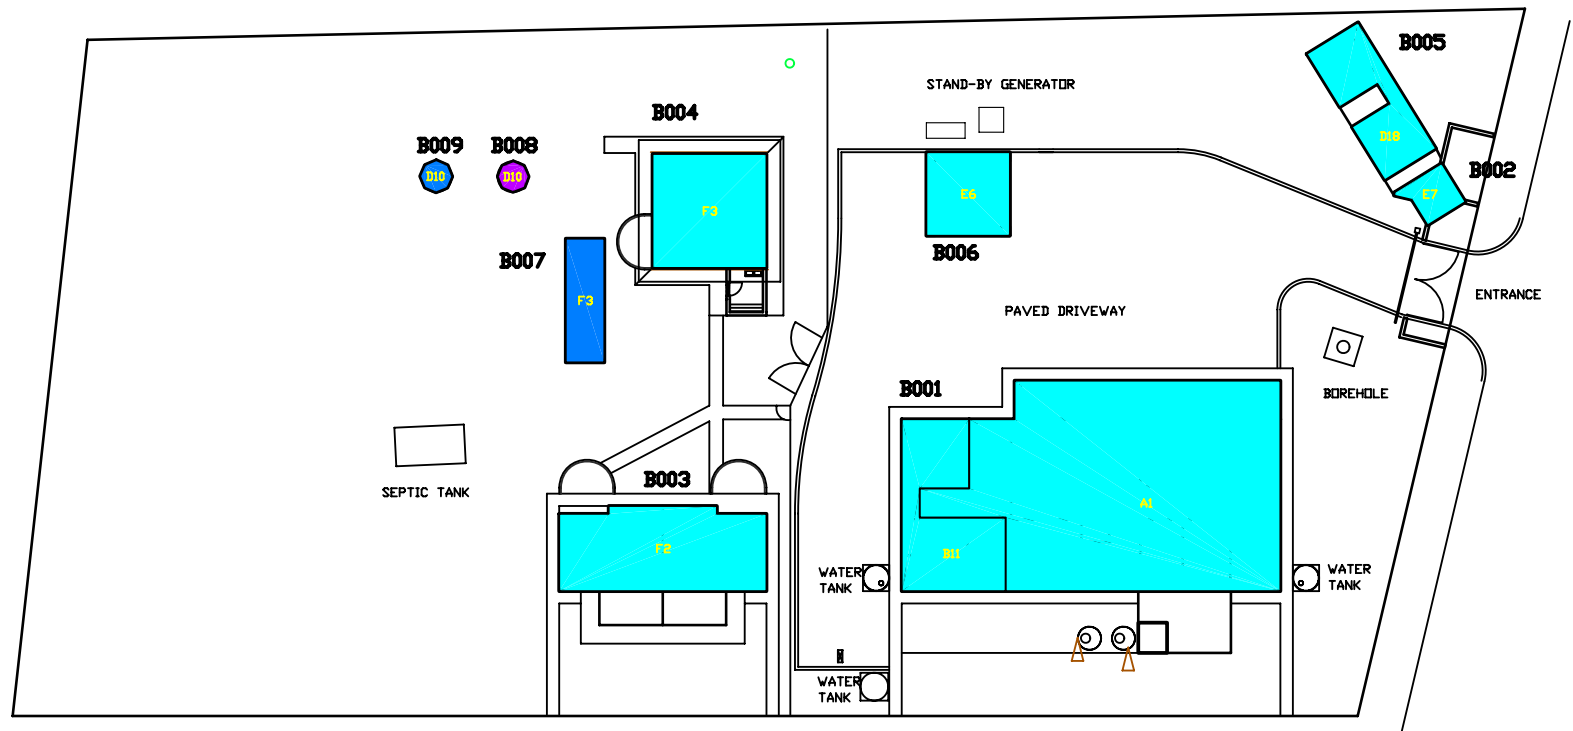 B005
STAND-BY GENERATOR
B004
B009
B008
D18
B002
D10
D10
E6
E7
F3
B006
B007
F3
ENTRANCE
PAVED DRIVEWAY
B001
BOREHOLE
B003
SEPTIC TANK
A1
F2
B11
WATER
TANK
WATER
TANK
WATER
TANK